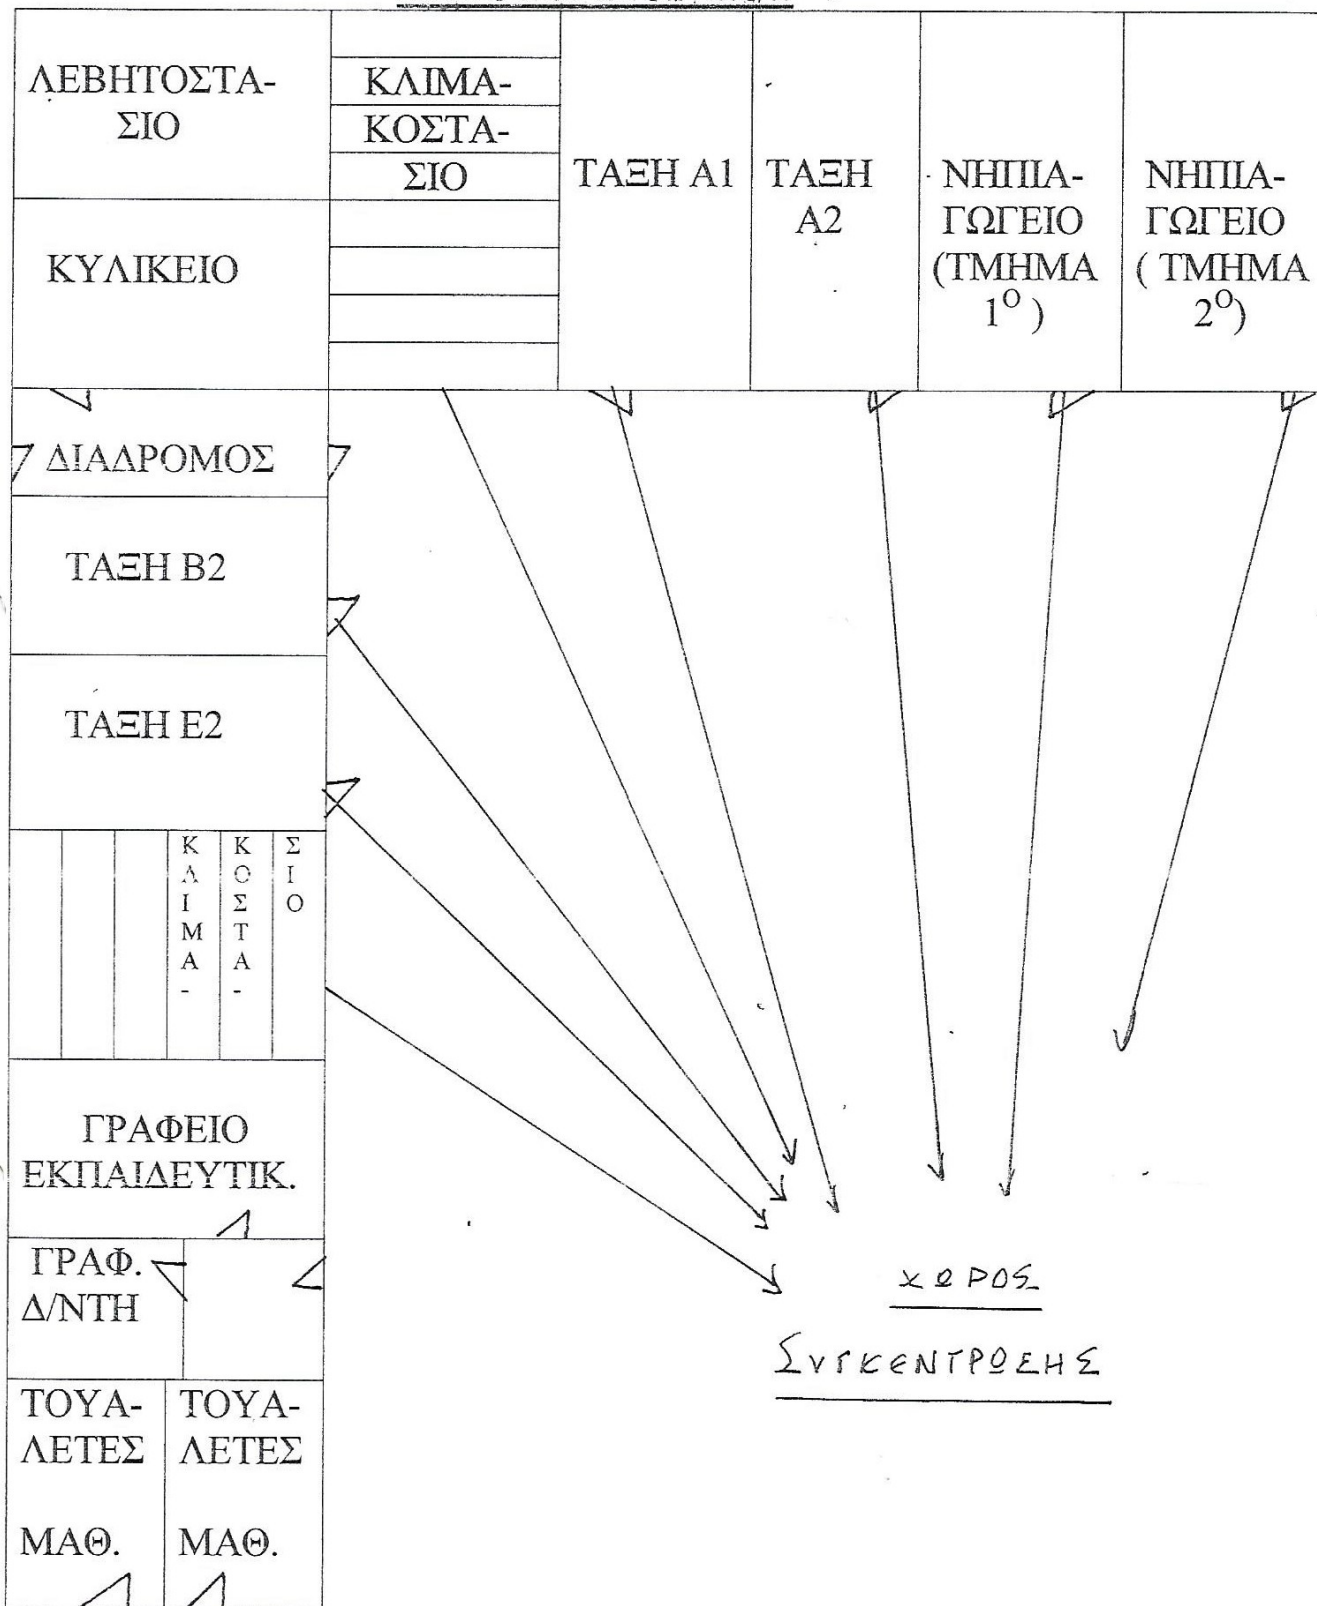 ΛΕΒΗΤΟΣΤΑ-
ΣΙΟ
ΚΛΙΜΑ-
ΚΟΣΤΑ-
ΣΙΟ
ΤΑΞΗ Α1
ΤΑΞΗ
Α2
ΝΗΠΙΑ-
ΓΩΓΕΙΟ
(ΤΜΗΜΑ
1Ο )
ΝΗΠΙΑ-
ΓΩΓΕΙΟ
( ΤΜΗΜΑ
2Ο)
ΚΥΛΙΚΕΙΟ
ΔΙΑΔΡΟΜΟΣ
ΤΑΞΗ Β2
ΤΑΞΗ Ε2
ΚΛΙΜΑ-
ΚΟΣΤΑ-
ΣΙΟ
ΓΡΑΦΕΙΟ
ΕΚΠΑΙΔΕΥΤΙΚ.
ΓΡΑΦ.
Δ/ΝΤΗ
ΧΩΡΟΣ
ΣΥΓΚΕΝΤΡΩΣΗΣ
ΤΟΥΑ-
ΛΕΤΕΣ
ΜΑΘ.
ΤΟΥΑ-
ΛΕΤΕΣ
ΜΑΘ.